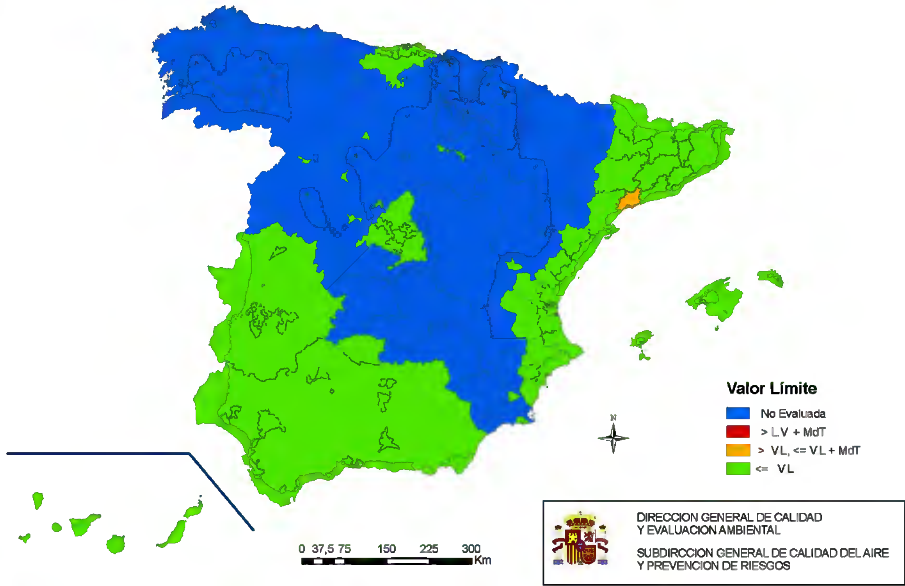 Valor Límite
No Evaluada
> L.V + MdT
> VL, <= VL + MdT
<= VL
N
0 37,5 75 150 225 300
Km
DIRECCION GENERAL DE CALIDAD
Y EVALUACION AMBIENTAL
SUBDIRCCION GENERAL DE CALIDAD DEL AIRE
Y PREVENCION DE RIESGOS